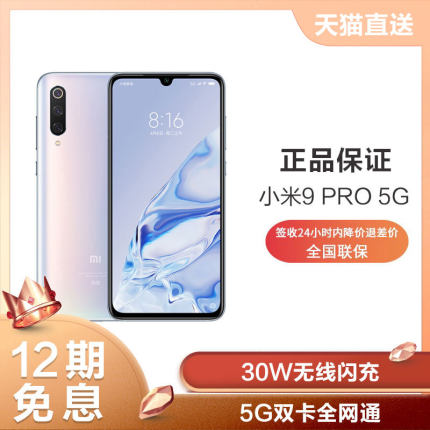 天猫直送
8:16
正品保证
小米9 PRO 5G
签收24小时内降价退差价
全国联保
mi
12期
免息
30W无线闪充
5G双卡全网通